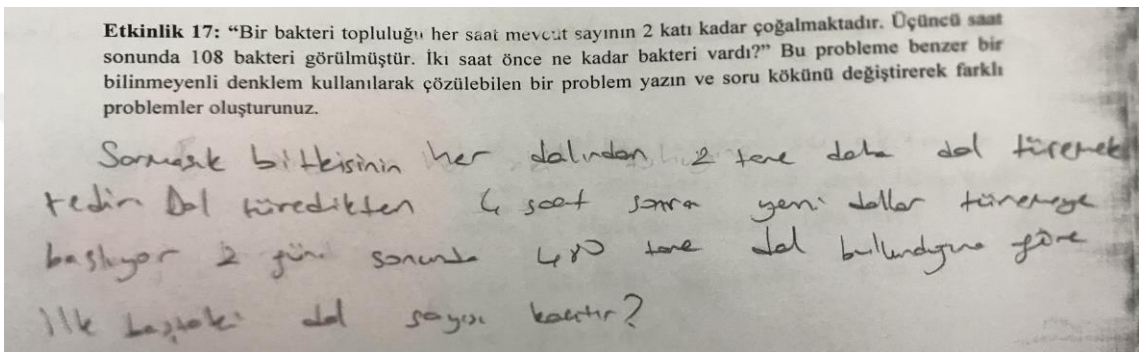 Etkinlik 17: “Bir bakteri topluluğu her saat mevcut sayının 2 katı kadar çoğalmaktadır. Üçüncü saat
sonunda 108 bakteri görülmüştür. İki saat önce ne kadar bakteri vardı?” Bu probleme benzer bir
bilinmeyenli denklem kullanılarak çözülebilen bir problem yazın ve soru kökünü değiştirerek farklı
problemler oluşturunuz.
Sarmaşık bitkisinin her dalından 2 tane daha dal türemek
tedir. Dal türedikten 4 saat sonra yeni dallar türemeye
başlıyor 2 gün sonunda 480 tane dal bulunduğuna göre
ilk baştaki dal sayısı kaçtır?